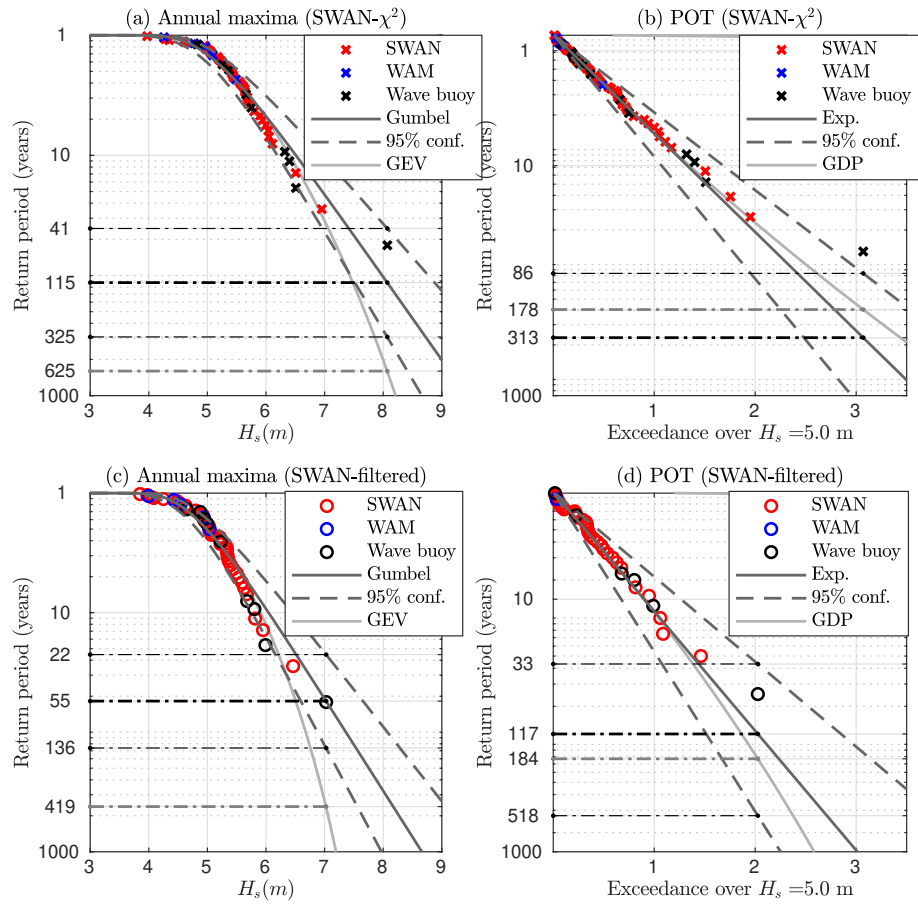 (a) Annual maxima (SWAN-χ²)
Return period (years)
1
10
41
115
325
625
1000
SWAN
WAM
Wave buoy
Gumbel
95% conf.
GEV
3 4 5 6 7 8 9
H_s(m)
(b) POT (SWAN-χ²)
Return period (years)
1
10
86
178
313
1000
SWAN
WAM
Wave buoy
Exp.
95% conf.
GDP
1 2 3
Exceedance over H_s =5.0 m
(c) Annual maxima (SWAN-filtered)
Return period (years)
1
10
22
55
136
419
1000
SWAN
WAM
Wave buoy
Gumbel
95% conf.
GEV
3 4 5 6 7 8 9
H_s(m)
(d) POT (SWAN-filtered)
Return period (years)
1
10
33
117
184
518
1000
SWAN
WAM
Wave buoy
Exp.
95% conf.
GDP
1 2 3
Exceedance over H_s =5.0 m